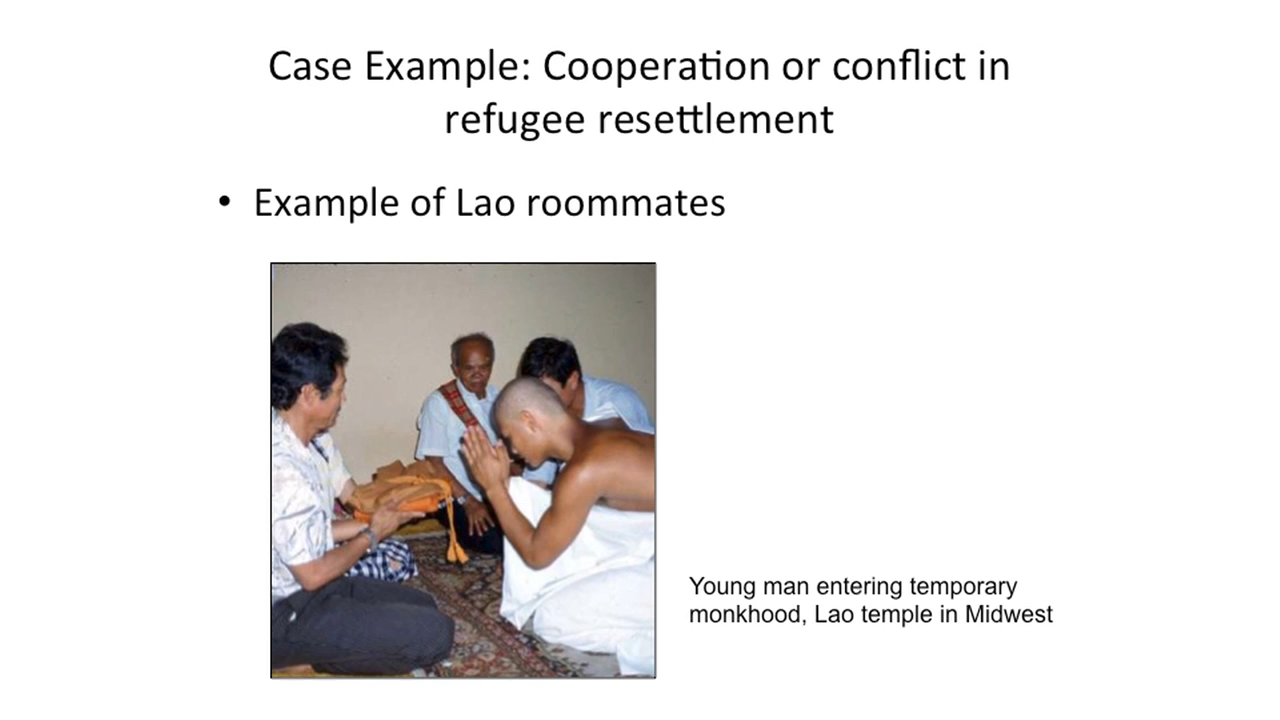 Case Example: Cooperation or conflict in
refugee resettlement
• Example of Lao roommates
Young man entering temporary
monkhood, Lao temple in Midwest